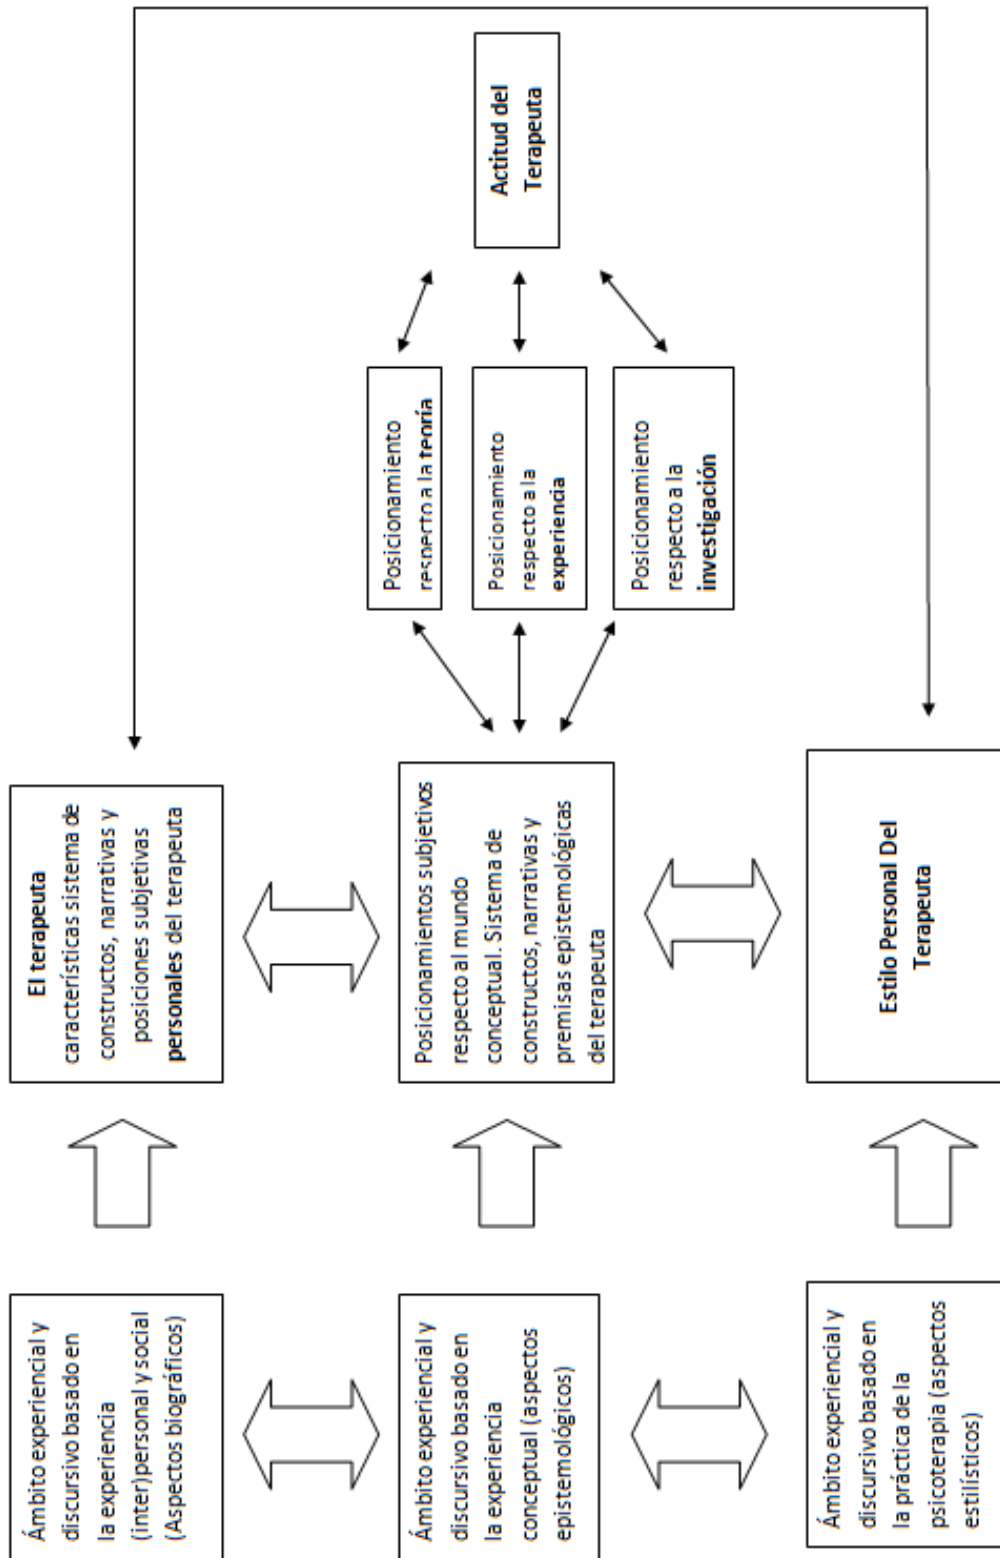 Ámbito experiencial y
discursivo basado en
la experiencia
(inter)personal y social
(Aspectos biográficos)
El terapeuta
características sistema de
constructos, narrativas y
posiciones subjetivas
personales del terapeuta
Ámbito experiencial y
discursivo basado en
la experiencia
conceptual (aspectos
epistemológicos)
Posicionamientos subjetivos
respecto al mundo
conceptual. Sistema de
constructos, narrativas y
premisas epistemológicas
del terapeuta
Posicionamiento
respecto a la teoría
Posicionamiento
respecto a la
experiencia
Posicionamiento
respecto a la
investigación
Actitud del
Terapeuta
Ámbito experiencial y
discursivo basado en
la práctica de la
psicoterapia (aspectos
estilísticos)
Estilo Personal Del
Terapeuta